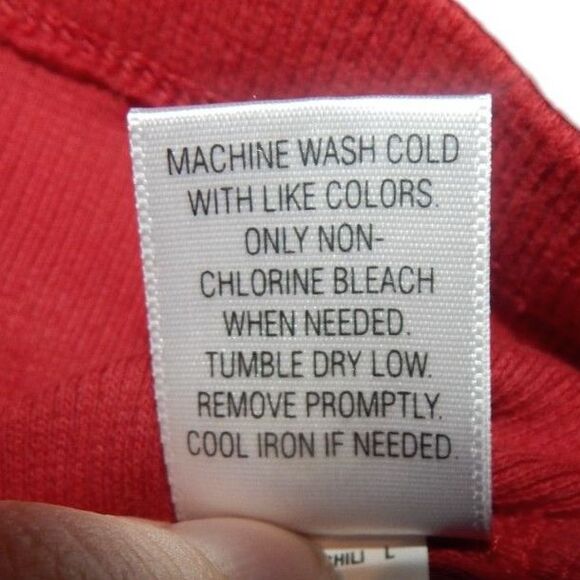 MACHINE WASH COLD
WITH LIKE COLORS.
ONLY NON-
CHLORINE BLEACH
WHEN NEEDED.
TUMBLE DRY LOW.
REMOVE PROMPTLY.
COOL IRON IF NEEDED.
L